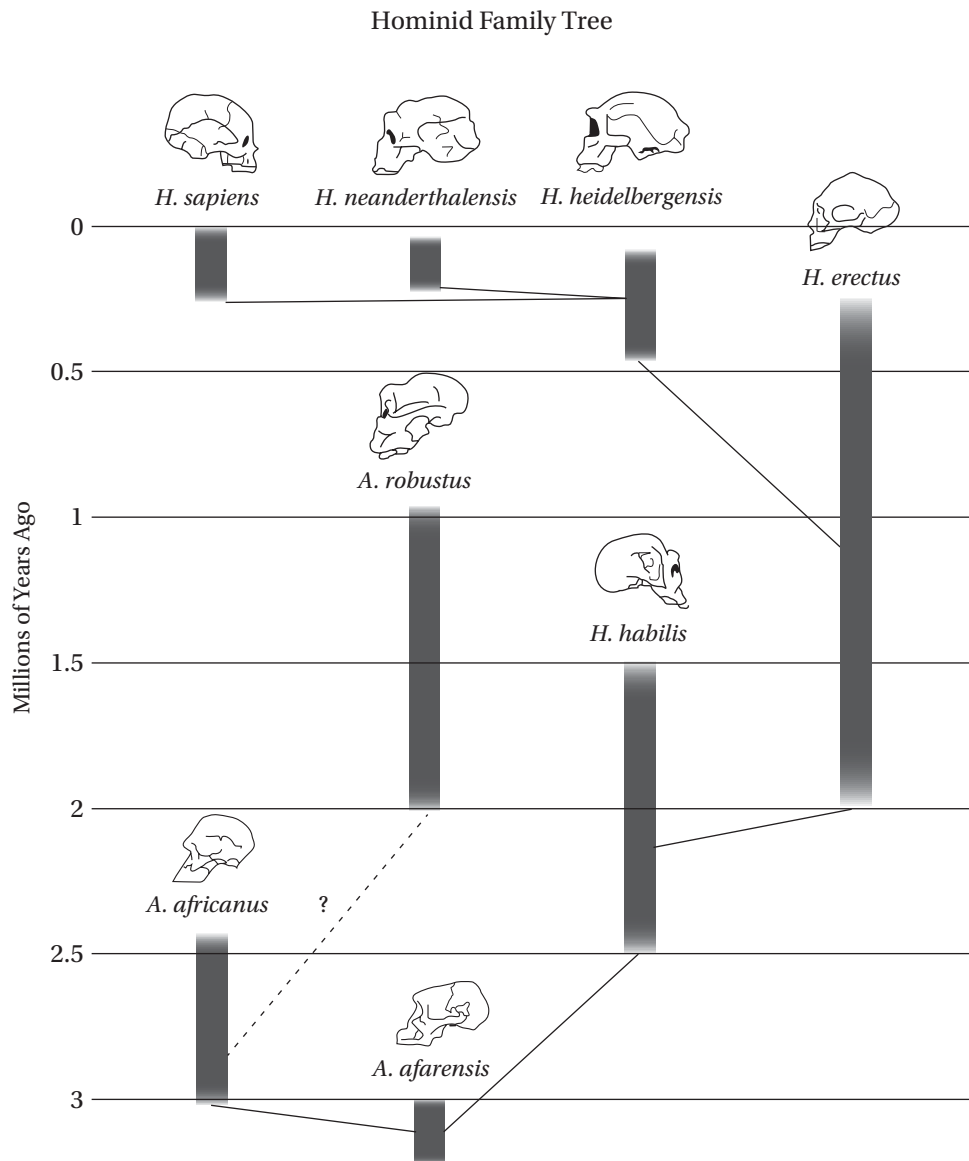 Hominid Family Tree
H. sapiens
H. neanderthalensis
H. heidelbergensis
0
H. erectus
0.5
A. robustus
Millions of Years Ago
1
H. habilis
1.5
2
A. africanus
?
2.5
A. afarensis
3